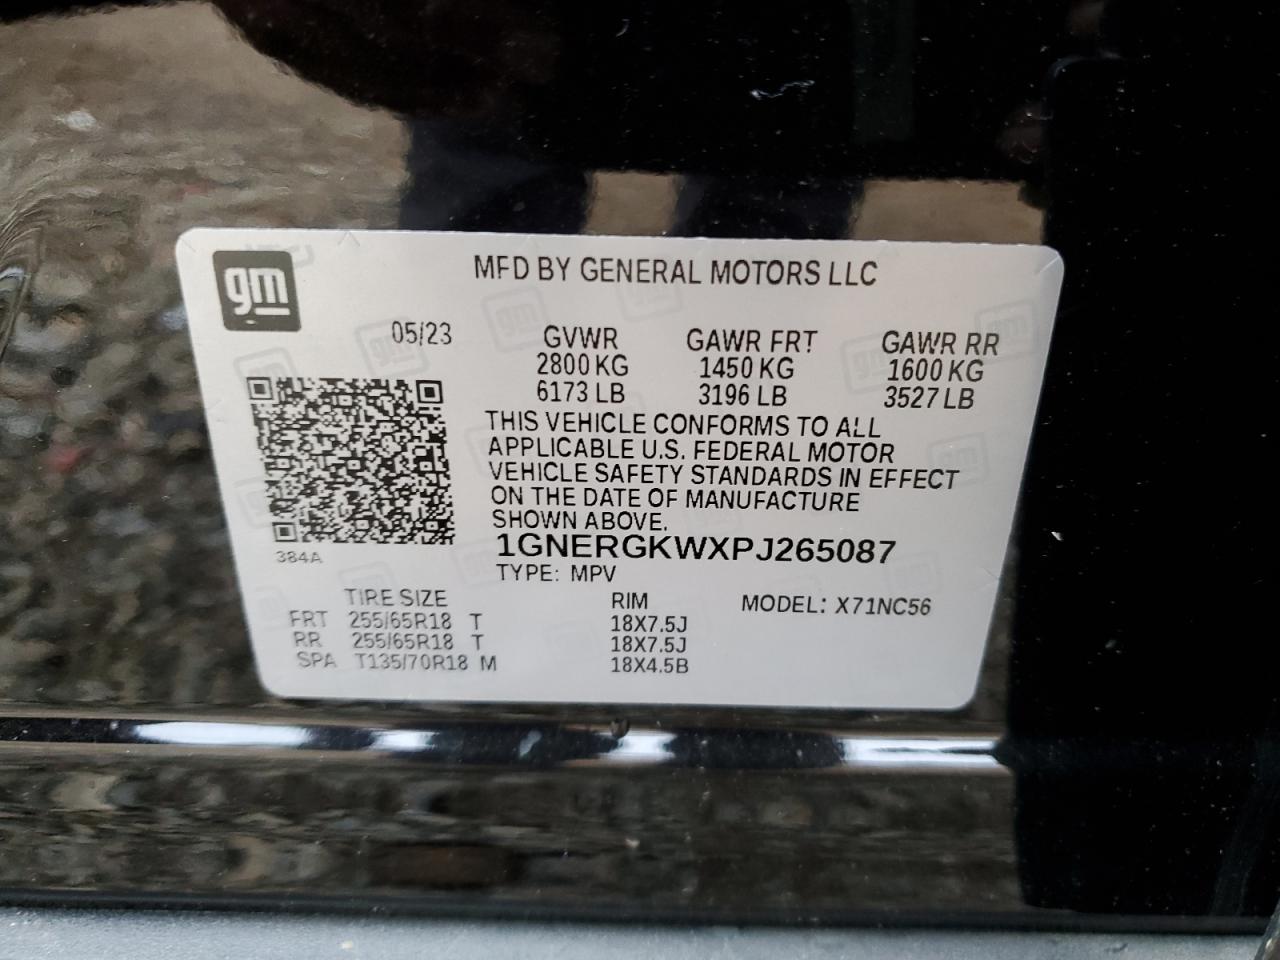 gm
MFD BY GENERAL MOTORS LLC
05/23 GVWR GAWR FRT GAWR RR
2800 KG 1450 KG 1600 KG
6173 LB 3196 LB 3527 LB
THIS VEHICLE CONFORMS TO ALL
APPLICABLE U.S. FEDERAL MOTOR
VEHICLE SAFETY STANDARDS IN EFFECT
ON THE DATE OF MANUFACTURE
SHOWN ABOVE.
384A
1GNERGKWXPJ265087
TYPE: MPV
TIRE SIZE RIM MODEL: X71NC56
FRT 255/65R18 T 18X7.5J
RR 255/65R18 T 18X7.5J
SPA T135/70R18 M 18X4.5B